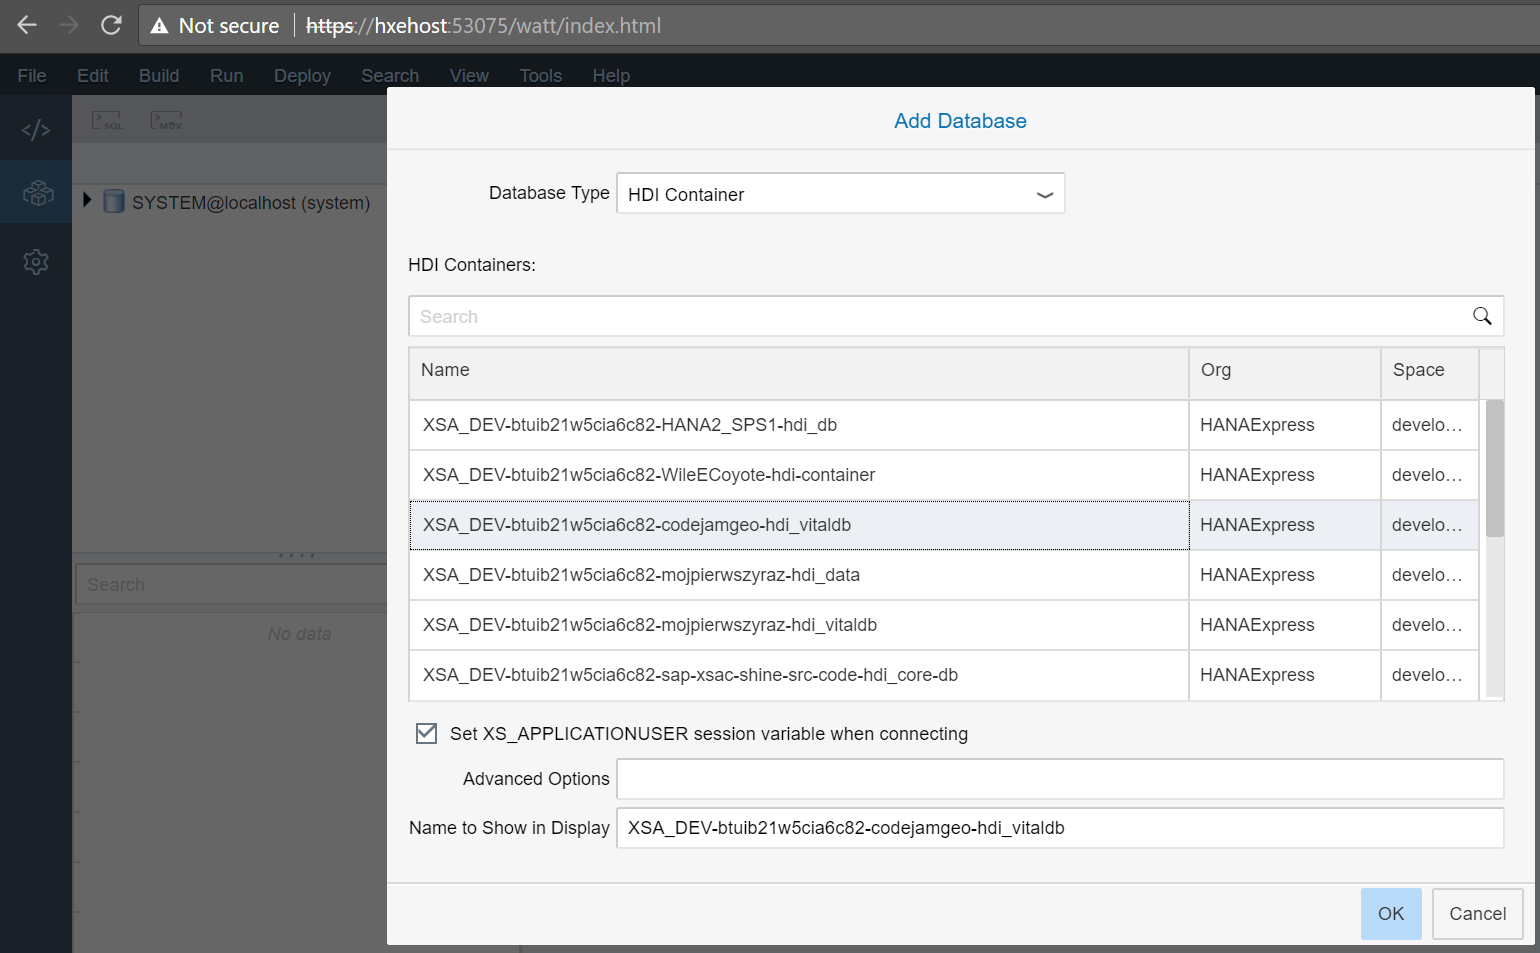 Not secure https://hxehost:53075/watt/index.html
File Edit Build Run Deploy Search View Tools Help
SQL MDX
Add Database
Database Type HDI Container
SYSTEM@localhost (system)
HDI Containers:
Search
Name Org Space
XSA_DEV-btuib21w5cia6c82-HANA2_SPS1-hdi_db HANAExpress develo...
XSA_DEV-btuib21w5cia6c82-WileECoyote-hdi-container HANAExpress develo...
XSA_DEV-btuib21w5cia6c82-codejamgeo-hdi_vitaldb HANAExpress develo...
XSA_DEV-btuib21w5cia6c82-mojpierwszyraz-hdi_data HANAExpress develo...
Search
XSA_DEV-btuib21w5cia6c82-mojpierwszyraz-hdi_vitaldb HANAExpress develo...
No data
XSA_DEV-btuib21w5cia6c82-sap-xsac-shine-src-code-hdi_core-db HANAExpress develo...
Set XS_APPLICATIONUSER session variable when connecting
Advanced Options
Name to Show in Display XSA_DEV-btuib21w5cia6c82-codejamgeo-hdi_vitaldb
OK Cancel